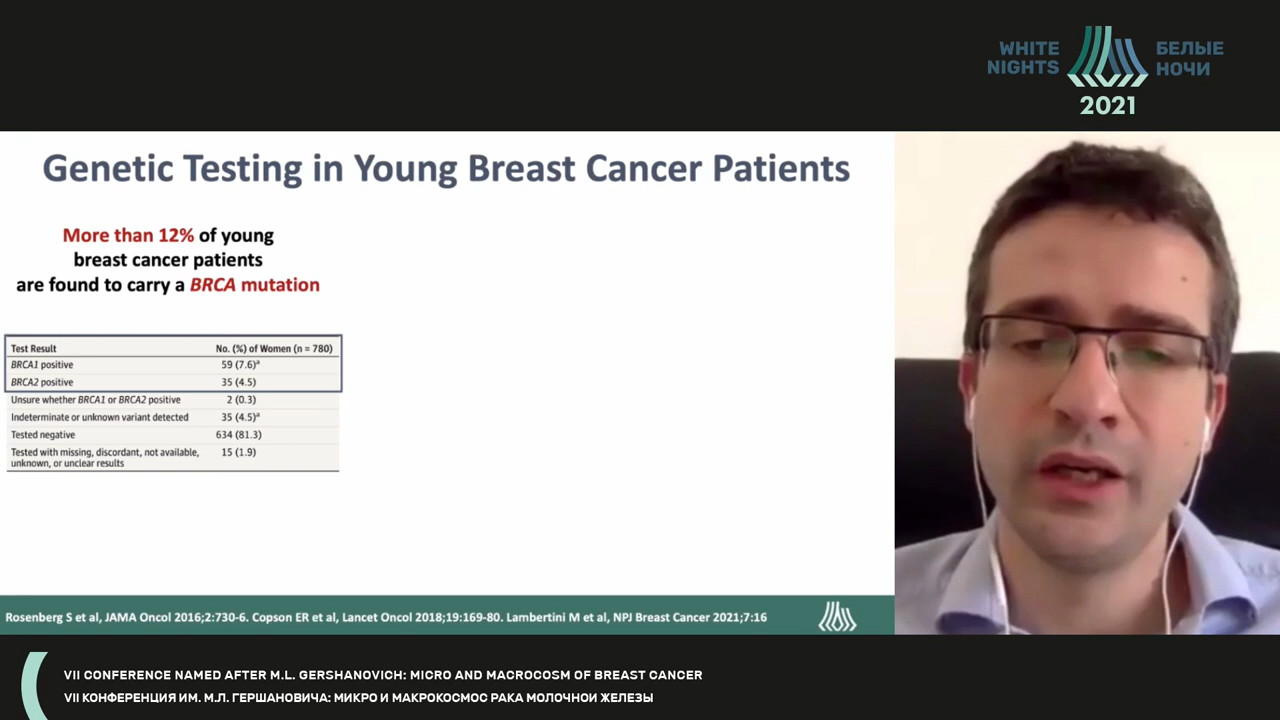 WHITE
NIGHTS
БЕЛЫЕ
НОЧИ
2021
Genetic Testing in Young Breast Cancer Patients
More than 12% of young
breast cancer patients
are found to carry a BRCA mutation
Test Result No. (%) of Women (n = 780)
BRCA1 positive 59 (7.6)ª
BRCA2 positive 35 (4.5)
Unsure whether BRCA1 or BRCA2 positive 2 (0.3)
Indeterminate or unknown variant detected 35 (4.5)ª
Tested negative 634 (81.3)
Tested with missing, discordant, not available, 15 (1.9)
unknown, or unclear results
Rosenberg S et al, JAMA Oncol 2016;2:730-6. Copson ER et al, Lancet Oncol 2018;19:169-80. Lambertini M et al, NPJ Breast Cancer 2021;7:16
VII CONFERENCE NAMED AFTER M.L. GERSHANOVICH: MICRO AND MACROCOSM OF BREAST CANCER
VII КОНФЕРЕНЦИЯ ИМ. М.Л. ГЕРШАНОВИЧА: МИКРО И МАКРОКОСМОС РАКА МОЛОЧНОЙ ЖЕЛЕЗЫ